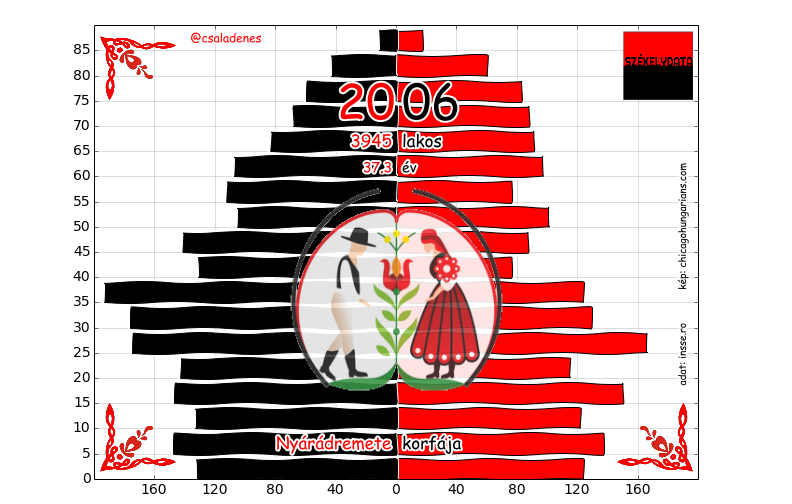 @csaladenes
SZÉKELYDATA
2006
3945 lakos
37.3 év
kép: chicagohungarians.com
adat: insse.ro
Nyárádremete korfája
85
80
75
70
65
60
55
50
45
40
35
30
25
20
15
10
5
0
160 120 80 40 0 40 80 120 160